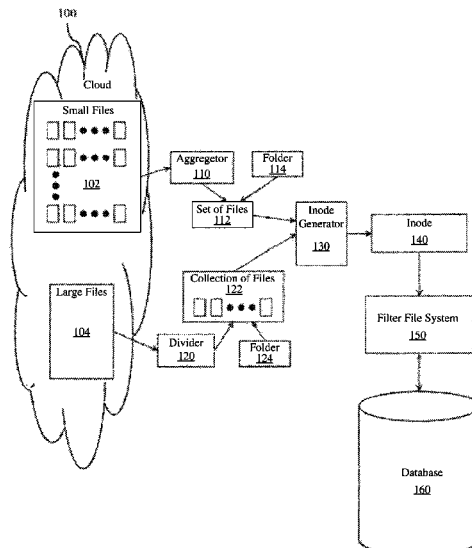 100
Cloud
Small Files
102
Aggregetor
110
Folder
114
Set of Files
112
Inode
Generator
130
Inode
140
Collection of Files
122
Large Files
104
Divider
120
Folder
124
Filter File System
150
Database
160